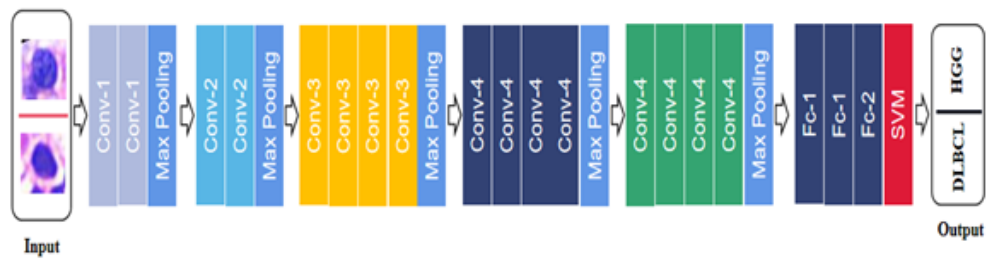 Conv-1
Conv-1
Max Pooling
Conv-2
Conv-2
Max Pooling
Conv-3
Conv-3
Conv-3
Conv-3
Max Pooling
Conv-4
Conv-4
Conv-4
Conv-4
Max Pooling
Conv-4
Conv-4
Conv-4
Conv-4
Max Pooling
Fc-1
Fc-1
Fc-2
SVM
HGG
DLBCL
Input
Output